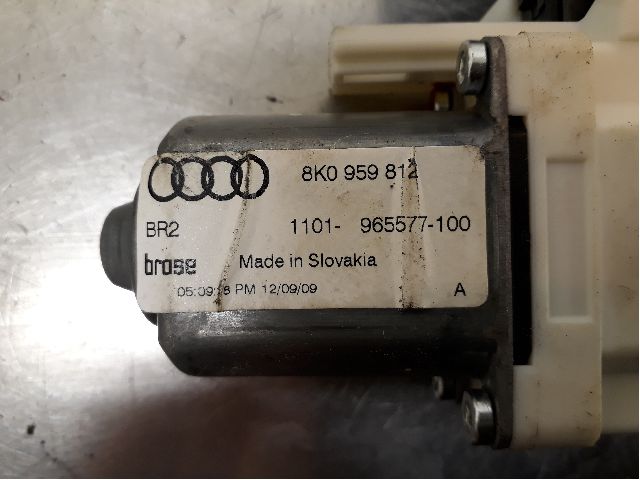 8K0 959 812
BR2 1101- 965577-100
brose Made in Slovakia
PM 12/09/09 A